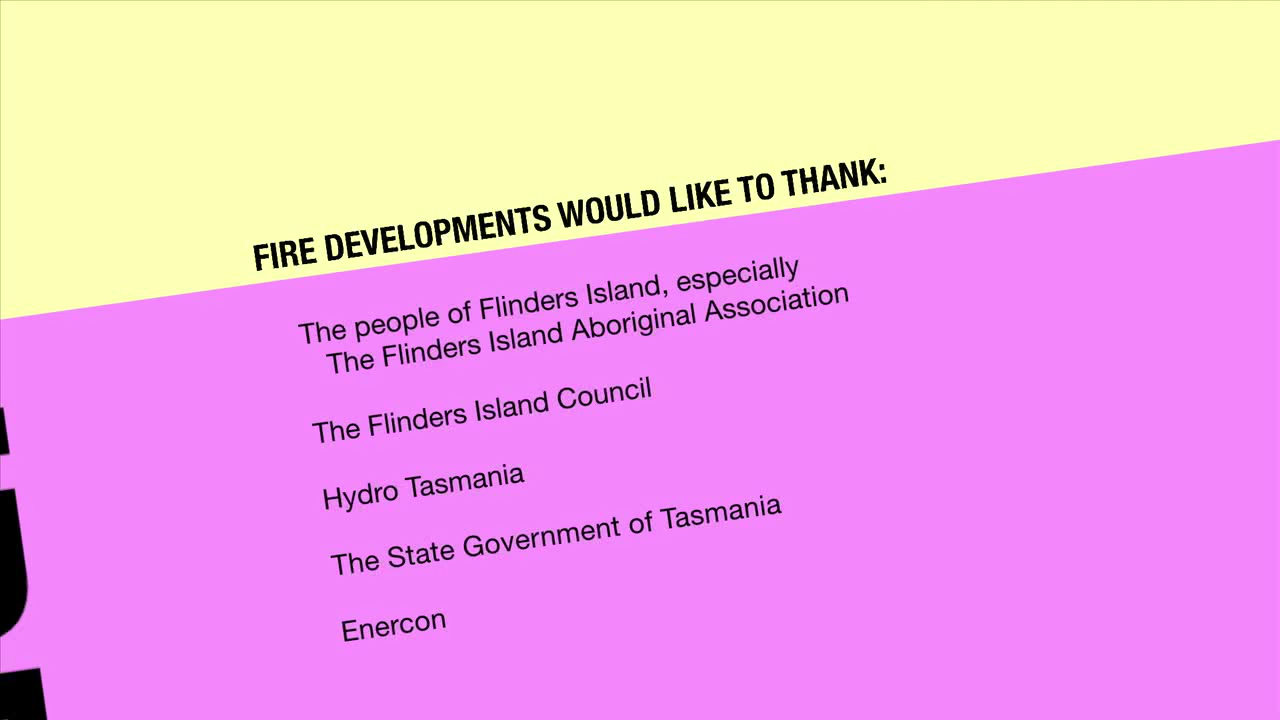 FIRE DEVELOPMENTS WOULD LIKE TO THANK:
The people of Flinders Island, especially
The Flinders Island Aboriginal Association
The Flinders Island Council
Hydro Tasmania
The State Government of Tasmania
Enercon